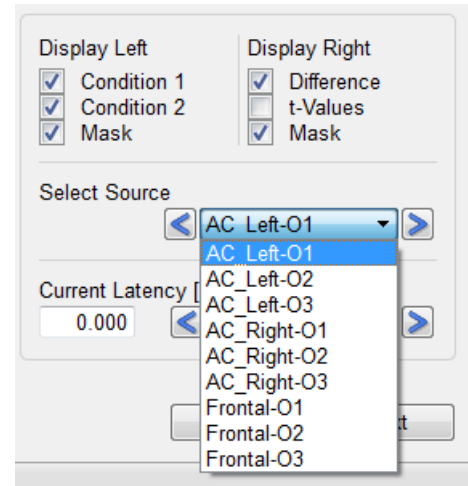 Display Left
Display Right
Condition 1
Difference
Condition 2
t-Values
Mask
Mask
Select Source
AC_Left-O1
AC_Left-O1
AC_Left-O2
Current Latency [
AC_Left-O3
0.000
AC_Right-O1
AC_Right-O2
AC_Right-O3
Frontal-O1
Frontal-O2
Frontal-O3